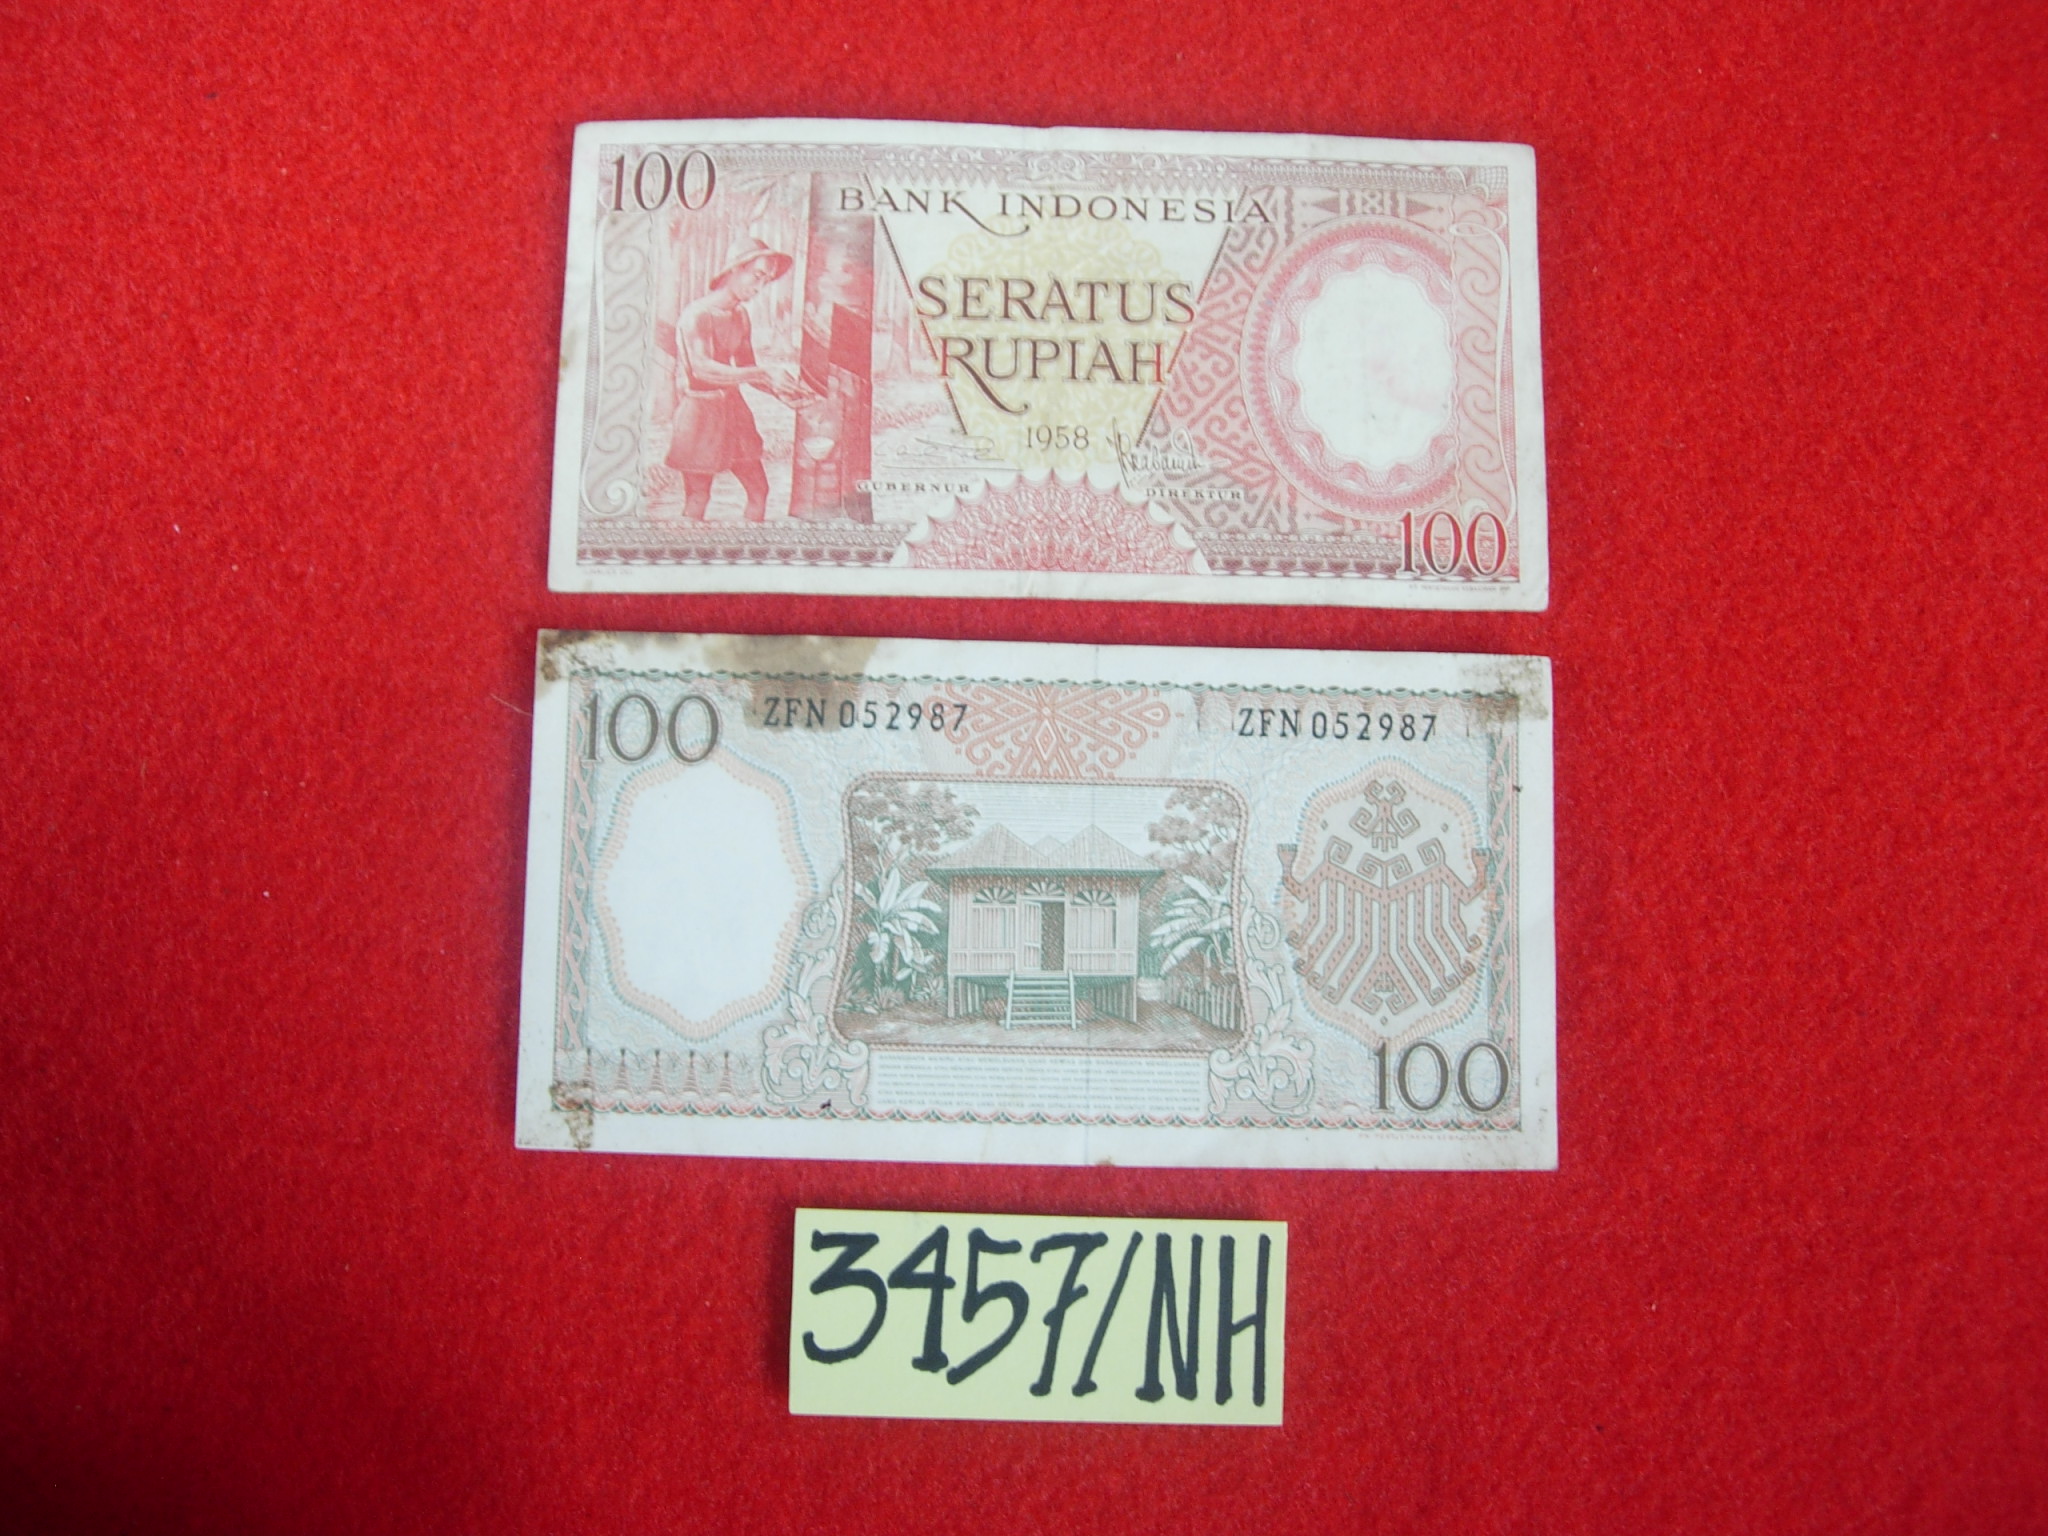 100
BANK INDONESIA
SERATUS
RUPIAH
1958
GUBERNUR
DIREKTUR
100
100
ZFN 052987
ZFN 052987
100
3457/NH